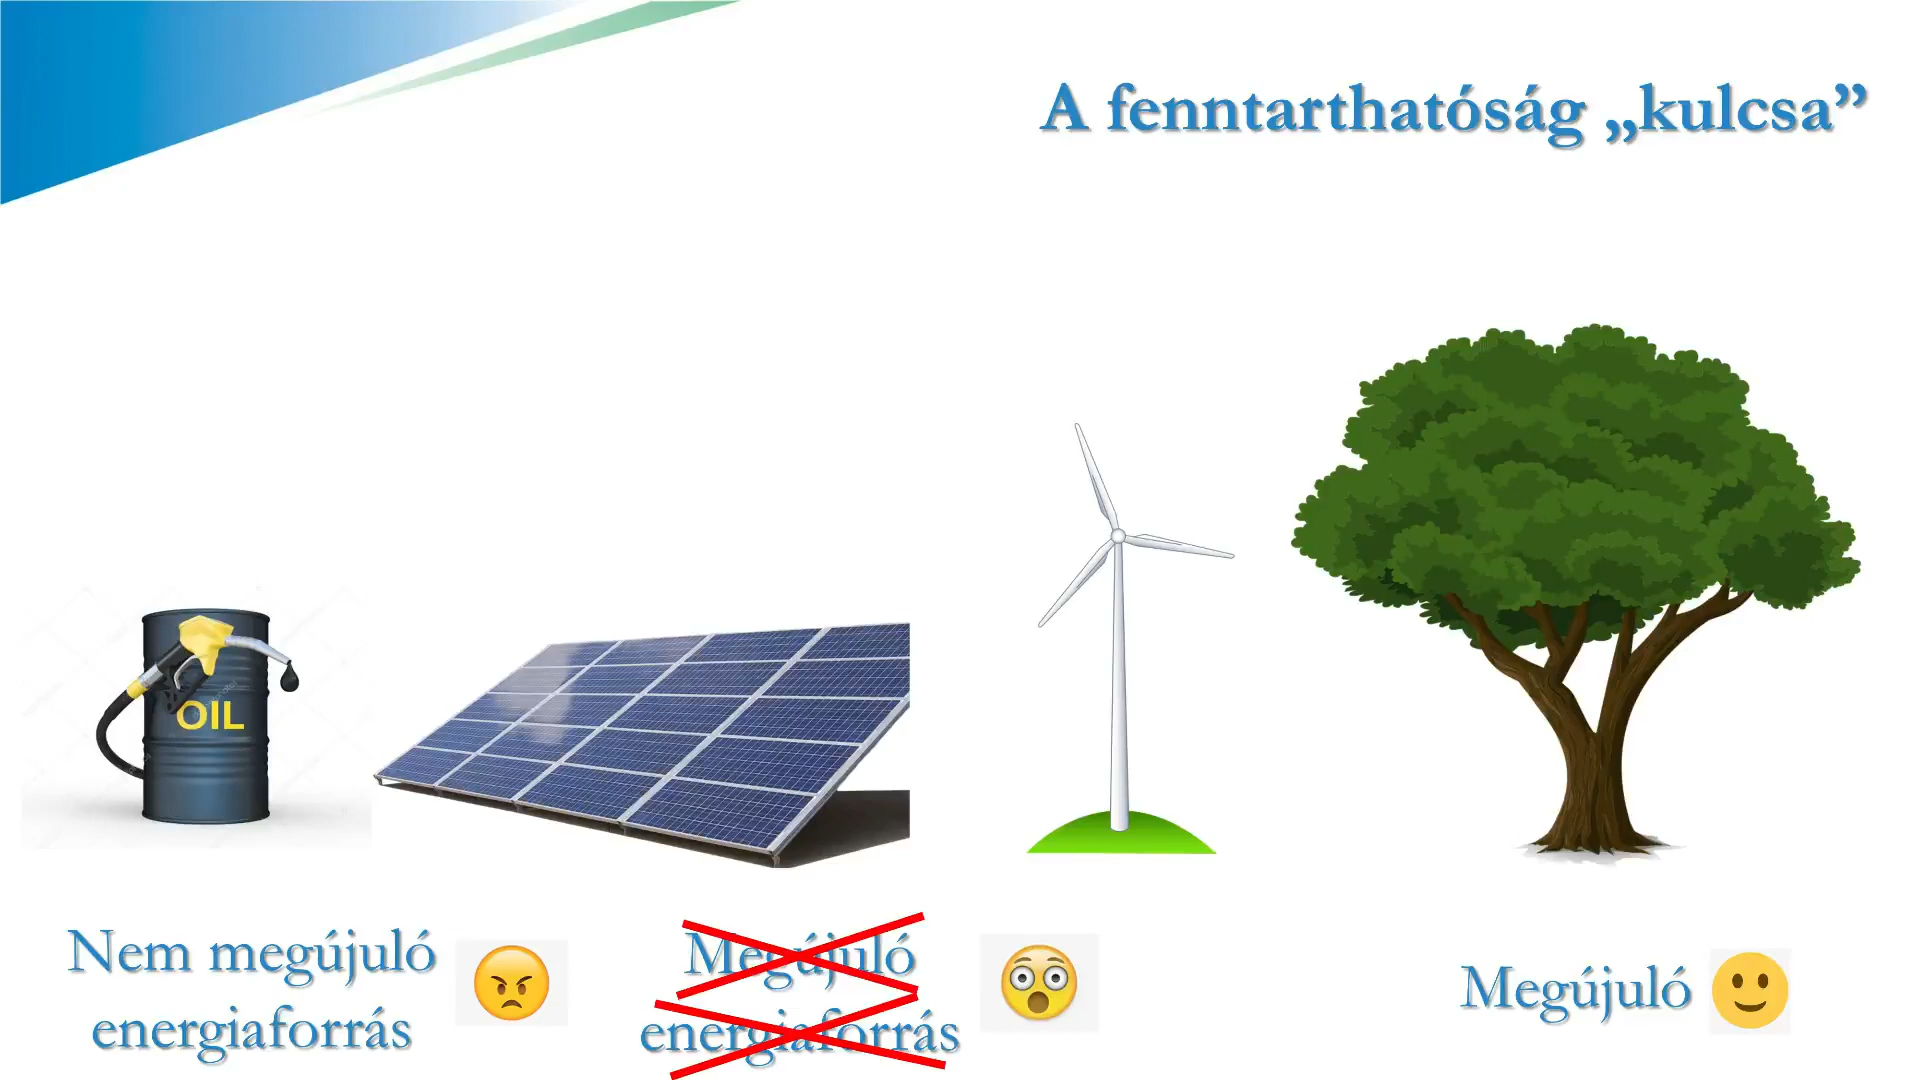 A fenntarthatóság „kulcsa”
OIL
Nem megújuló
energiaforrás
Megújuló
energiaforrás
Megújuló